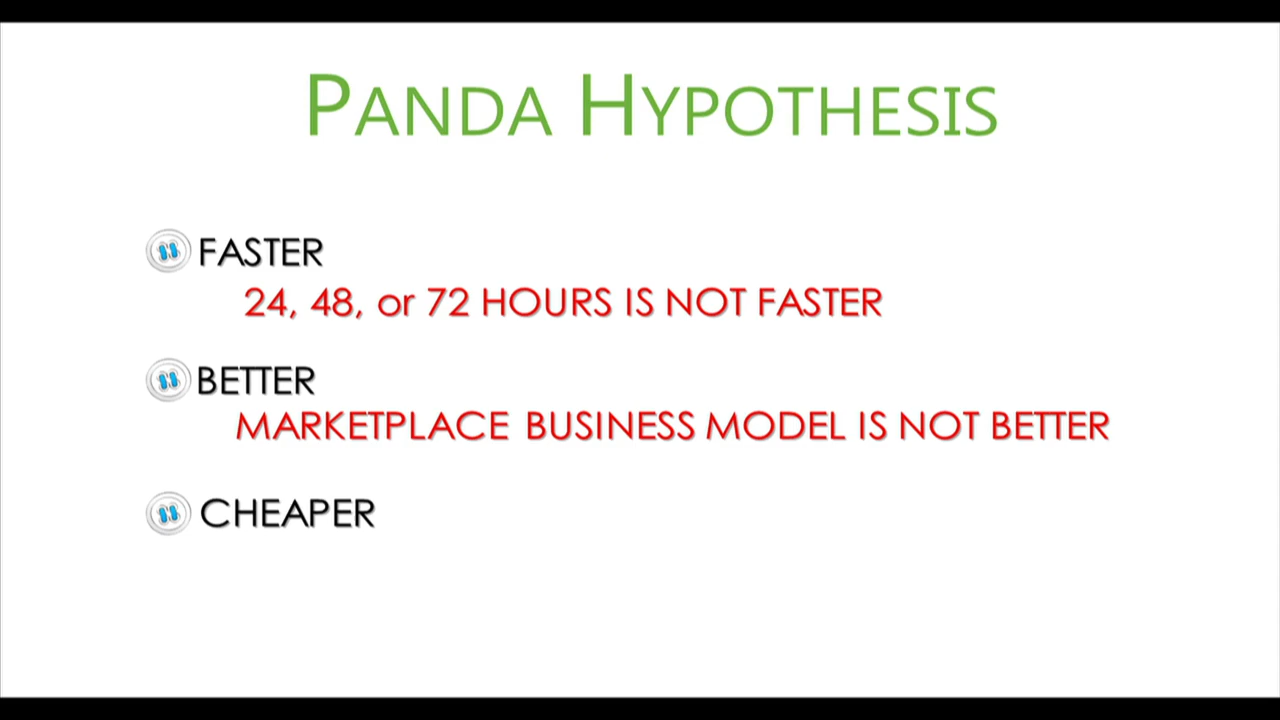 PANDA HYPOTHESIS
FASTER
24, 48, or 72 HOURS IS NOT FASTER
BETTER
MARKETPLACE BUSINESS MODEL IS NOT BETTER
CHEAPER